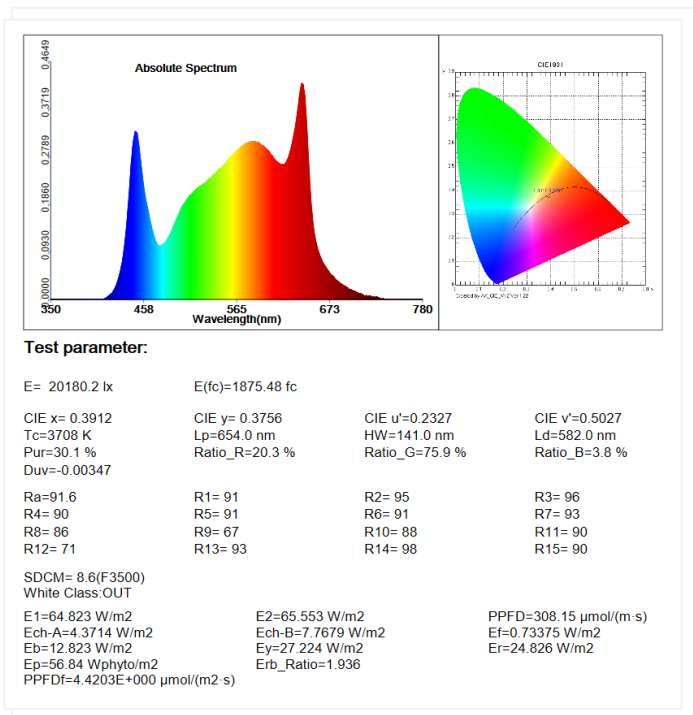 Absolute Spectrum
0.4649
0.3719
0.2789
0.1860
0.0930
0.0000
350 458 565 673 780
Wavelength(nm)
CIE1931
Test parameter:
E= 20180.2 lx E(fc)=1875.48 fc
CIE x= 0.3912 CIE y= 0.3756 CIE u'=0.2327 CIE v'=0.5027
Tc=3708 K Lp=654.0 nm HW=141.0 nm Ld=582.0 nm
Pur=30.1 % Ratio_R=20.3 % Ratio_G=75.9 % Ratio_B=3.8 %
Duv=-0.00347
Ra=91.6 R1= 91 R2= 95 R3= 96
R4= 90 R5= 91 R6= 91 R7= 93
R8= 86 R9= 67 R10= 88 R11= 90
R12= 71 R13= 93 R14= 98 R15= 90
SDCM= 8.6(F3500)
White Class:OUT
E1=64.823 W/m2 E2=65.553 W/m2 PPFD=308.15 µmol/(m·s)
Ech-A=4.3714 W/m2 Ech-B=7.7679 W/m2 Ef=0.73375 W/m2
Eb=12.823 W/m2 Ey=27.224 W/m2 Er=24.826 W/m2
Ep=56.84 Wphyto/m2 Erb_Ratio=1.936
PPFDf=4.4203E+000 µmol/(m2·s)